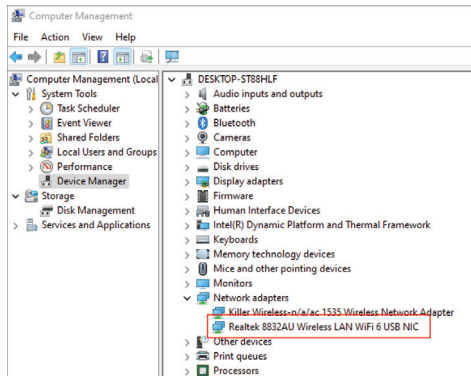 Computer Management
File Action View Help
Computer Management (Local
System Tools
Task Scheduler
Event Viewer
Shared Folders
Local Users and Groups
Performance
Device Manager
Storage
Disk Management
Services and Applications
DESKTOP-ST88HLF
Audio inputs and outputs
Batteries
Bluetooth
Cameras
Computer
Disk drives
Display adapters
Firmware
Human Interface Devices
Intel(R) Dynamic Platform and Thermal Framework
Keyboards
Memory technology devices
Mice and other pointing devices
Monitors
Network adapters
Killer Wireless-n/a/ac 1535 Wireless Network Adapter
Realtek 8832AU Wireless LAN WiFi 6 USB NIC
Other devices
Print queues
Processors